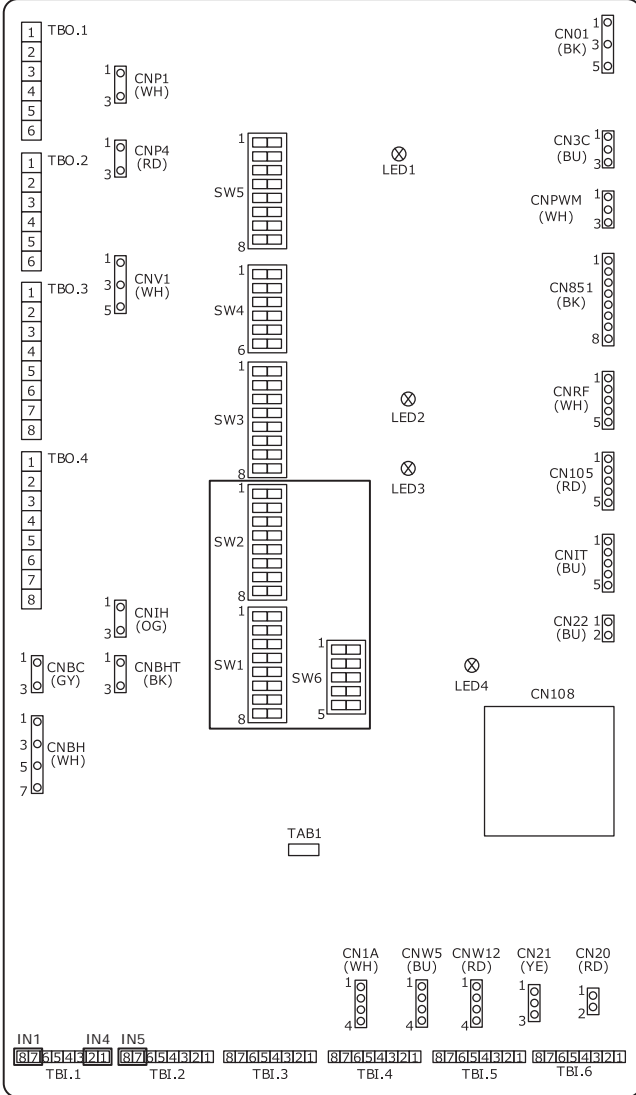 TBO.1
1
2
3
4
5
6
TBO.2
1
2
3
4
5
6
TBO.3
1
2
3
4
5
6
7
8
TBO.4
1
2
3
4
5
6
7
8
1
CNP1
(WH)
3
1
CNP4
(RD)
3
1
CNV1
3
(WH)
5
1
CNIH
(OG)
3
1
CNBC
(GY)
3
1
CNBHT
(BK)
3
1
3
CNBH
(WH)
5
7
1
SW5
8
1
SW4
6
1
SW3
8
1
SW2
8
1
SW1
8
1
SW6
5
LED1
LED2
LED3
LED4
1
CN01
(BK)
3
5
1
CN3C
(BU)
3
1
CNPWM
(WH)
3
1
CN851
(BK)
8
1
CNRF
(WH)
5
1
CN105
(RD)
5
1
CNIT
(BU)
5
1
CN22
(BU)
2
CN108
TAB1
CN1A
(WH)
1
4
CNW5
(BU)
1
4
CNW12
(RD)
1
4
CN21
(YE)
1
3
CN20
(RD)
1
2
IN1 IN4 IN5
8 7 6 5 4 3 2 1
TBI.1
8 7 6 5 4 3 2 1
TBI.2
8 7 6 5 4 3 2 1
TBI.3
8 7 6 5 4 3 2 1
TBI.4
8 7 6 5 4 3 2 1
TBI.5
8 7 6 5 4 3 2 1
TBI.6